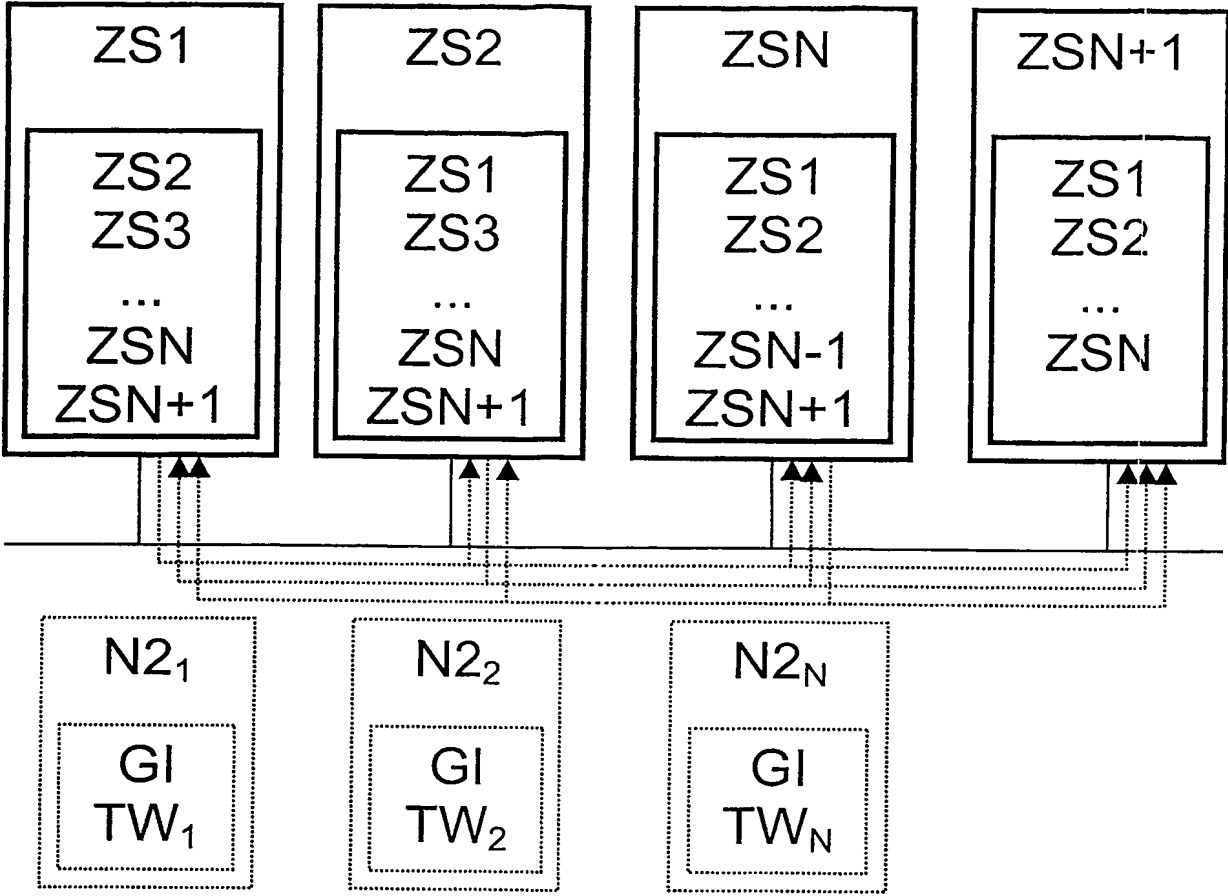 ZS1
ZS2
ZS3
...
ZSN
ZSN+1
ZS2
ZS1
ZS3
...
ZSN
ZSN+1
ZSN
ZS1
ZS2
...
ZSN-1
ZSN+1
ZSN+1
ZS1
ZS2
...
ZSN
N2₁
GI
TW₁
N2₂
GI
TW₂
N2N
GI
TWN